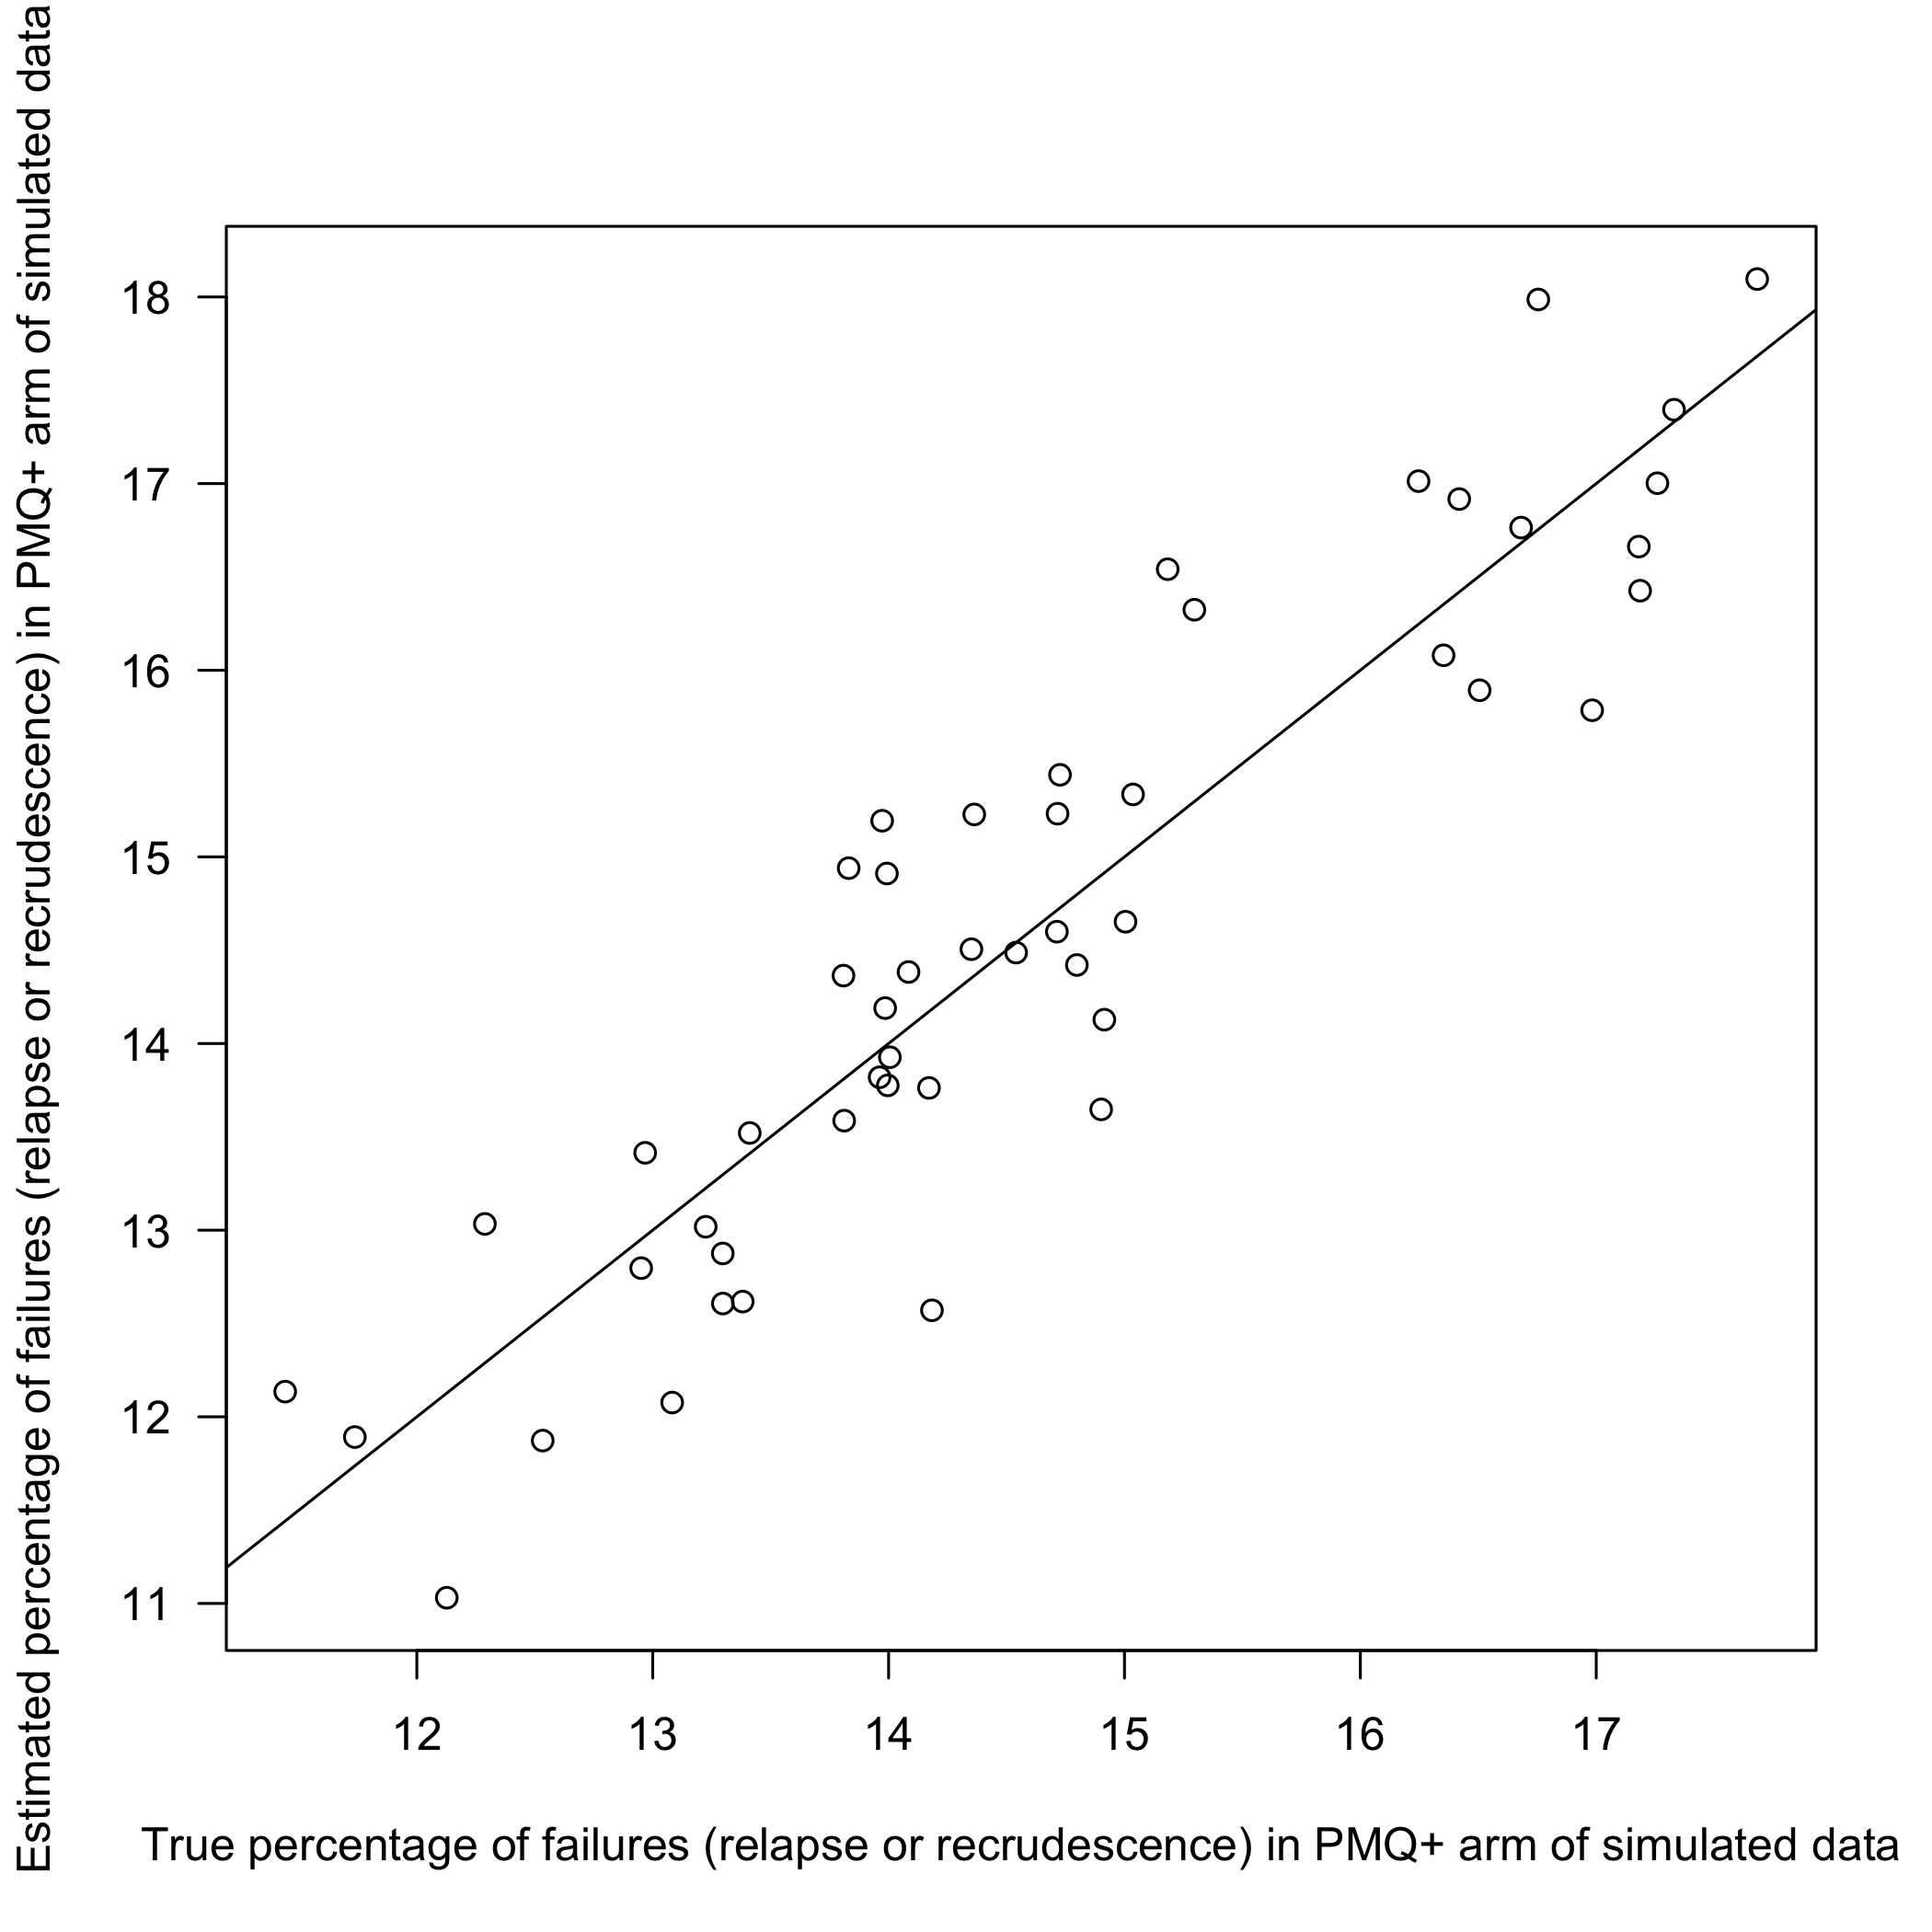 Estimated percentage of failures (relapse or recrudescence) in PMQ+ arm of simulated data
18
17
16
15
14
13
12
11
12 13 14 15 16 17
True percentage of failures (relapse or recrudescence) in PMQ+ arm of simulated data